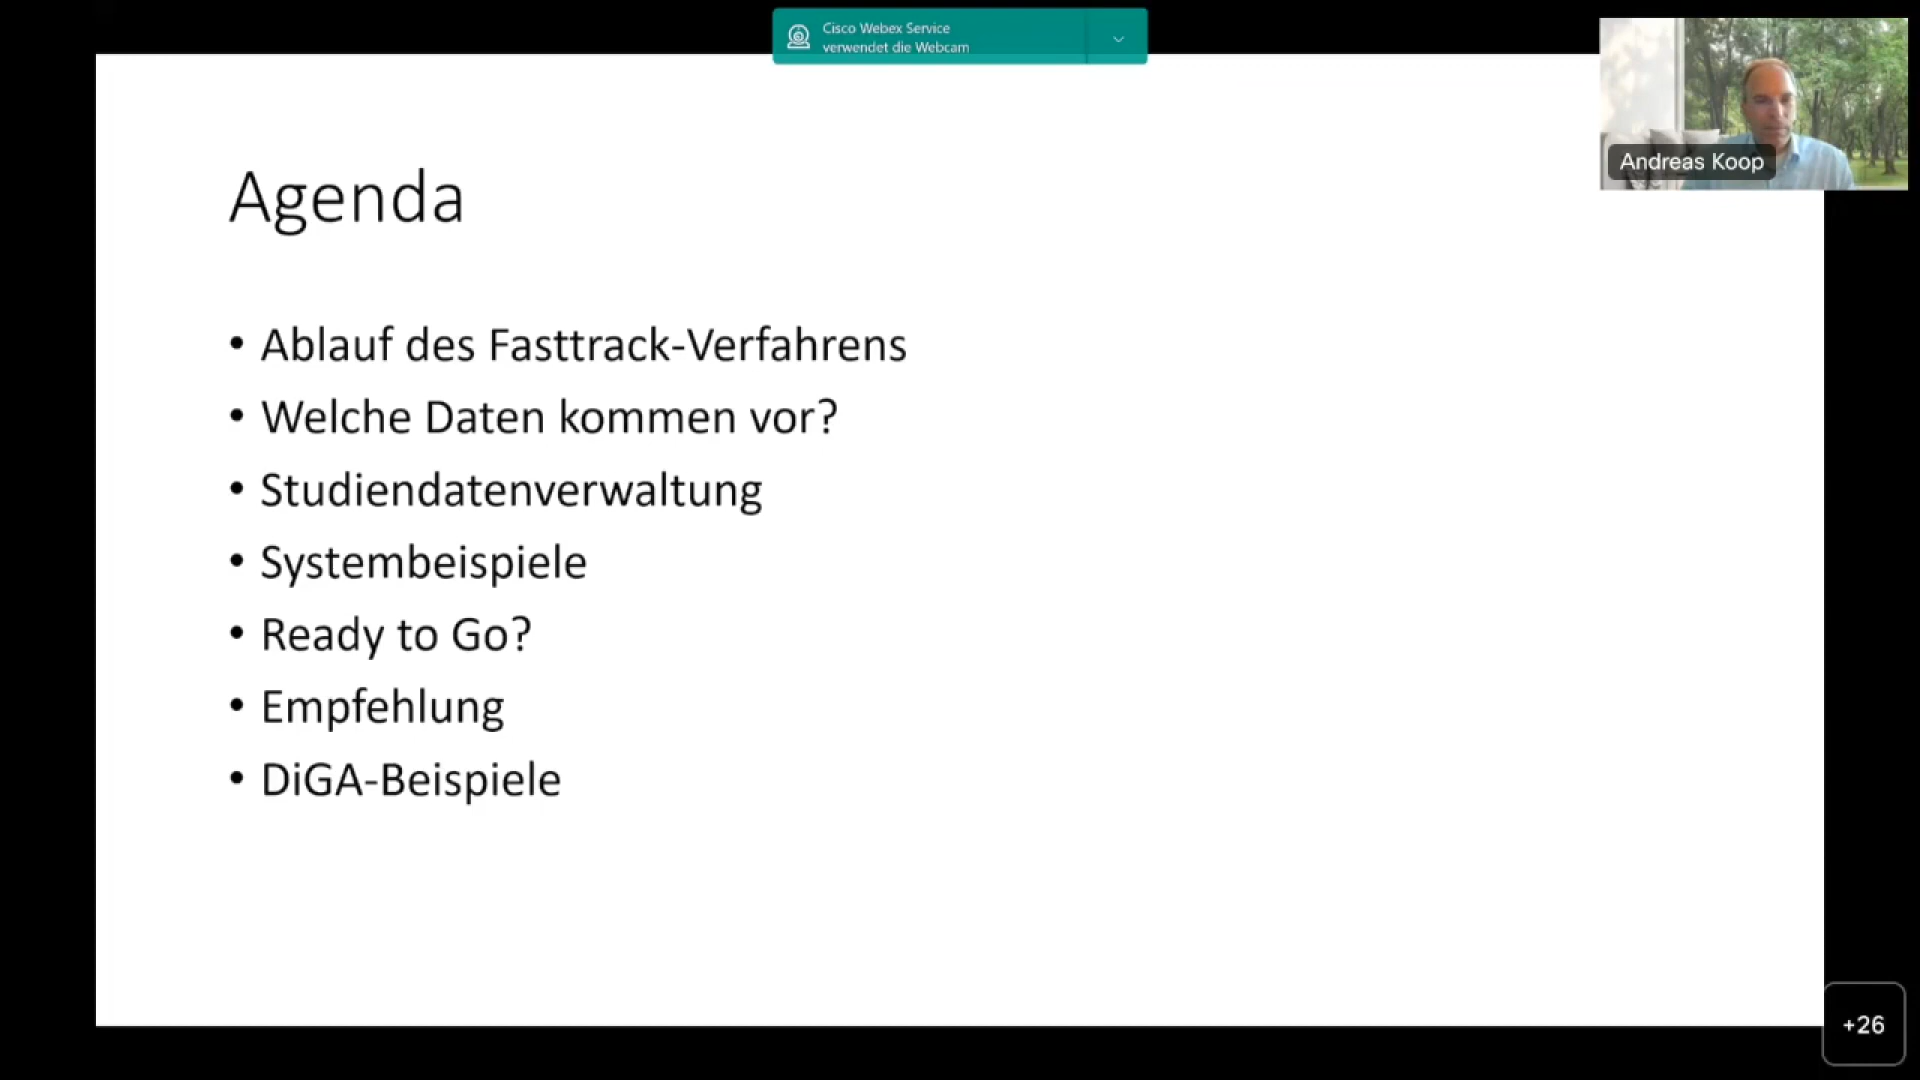 Cisco Webex Service
verwendet die Webcam
Andreas Koop
Agenda
• Ablauf des Fasttrack-Verfahrens
• Welche Daten kommen vor?
• Studiendatenverwaltung
• Systembeispiele
• Ready to Go?
• Empfehlung
• DiGA-Beispiele
+26